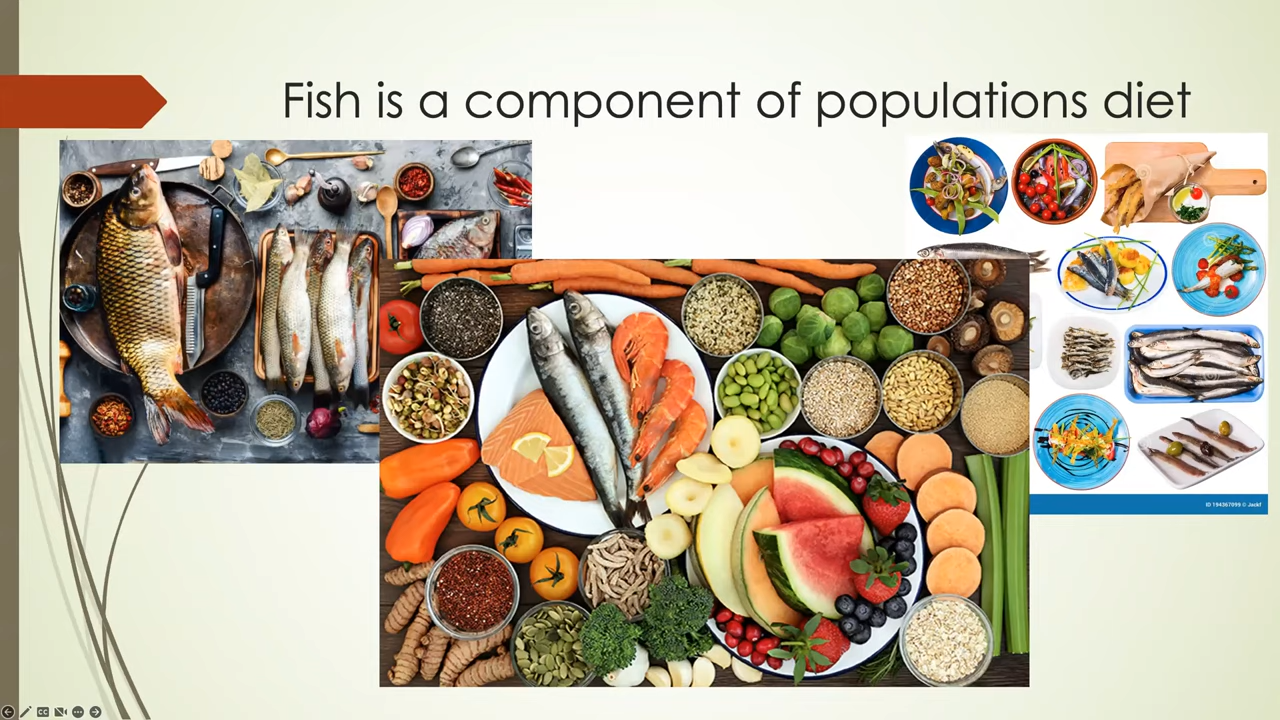 Fish is a component of populations diet
ID 194367099 © Jackf